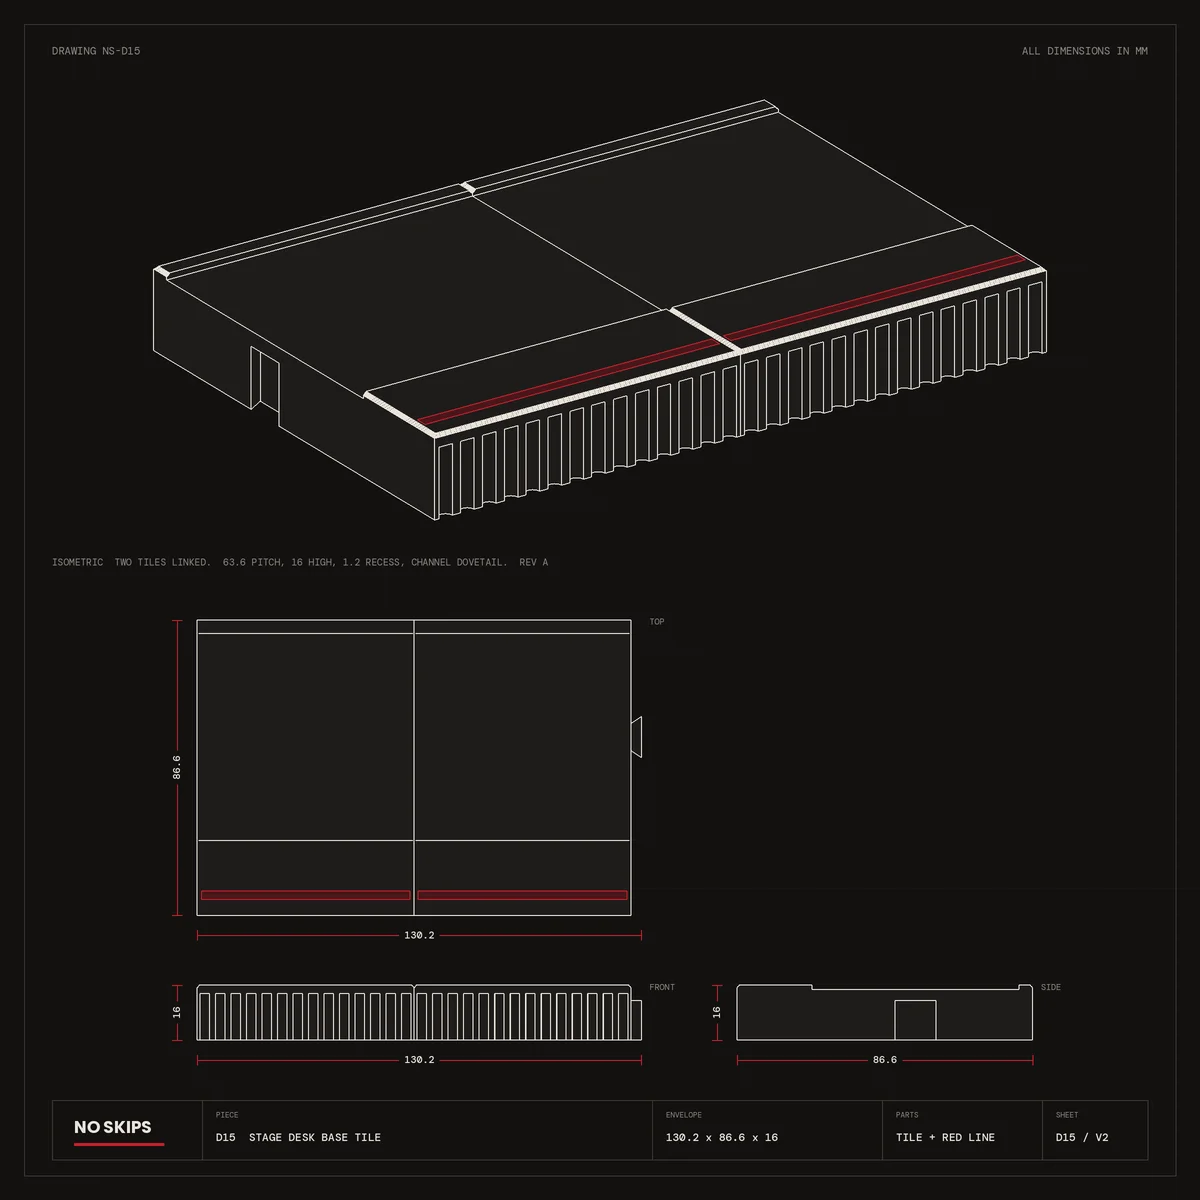 DRAWING NS-D15
ALL DIMENSIONS IN MM
ISOMETRIC TWO TILES LINKED. 63.6 PITCH, 16 HIGH, 1.2 RECESS, CHANNEL DOVETAIL. REV A
TOP
86.6
130.2
FRONT
SIDE
16
16
130.2
86.6
NO SKIPS
PIECE
D15 STAGE DESK BASE TILE
ENVELOPE
130.2 x 86.6 x 16
PARTS
TILE + RED LINE
SHEET
D15 / V2